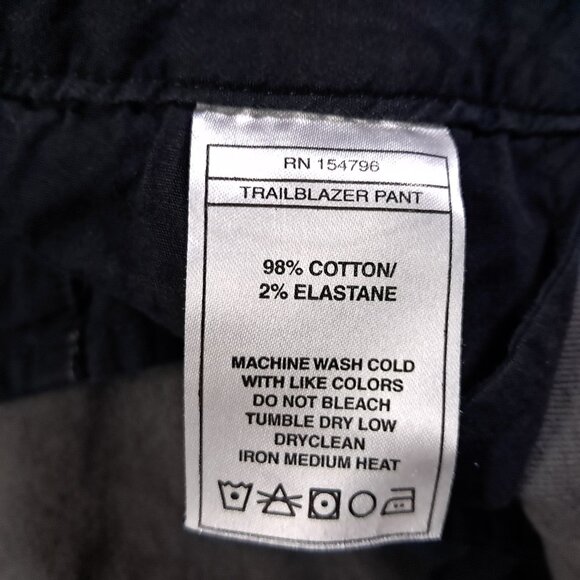 RN 154796
TRAILBLAZER PANT
98% COTTON/
2% ELASTANE
MACHINE WASH COLD
WITH LIKE COLORS
DO NOT BLEACH
TUMBLE DRY LOW
DRYCLEAN
IRON MEDIUM HEAT